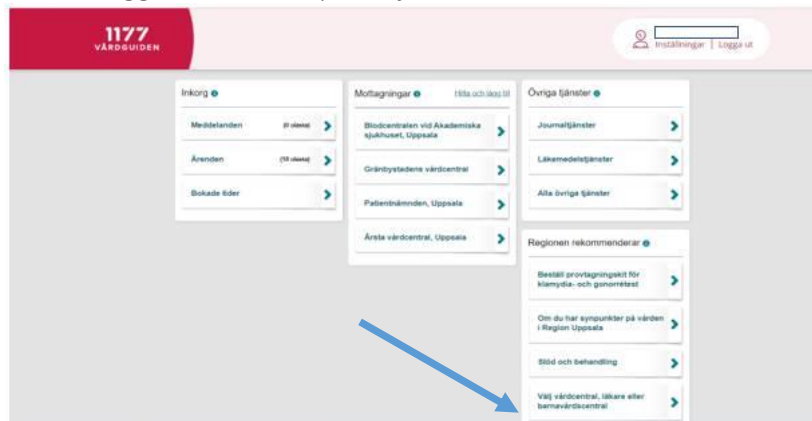 1177
VÅRDGUIDEN
Inställningar | Logga ut
Inkorg
Meddelanden
Ärenden
Bokade tider
Mottagningar
Hitta och lägg till
Blodcentralen vid Akademiska
sjukhuset, Uppsala
Gränbystadens vårdcentral
Patientnämnden, Uppsala
Årsta vårdcentral, Uppsala
Övriga tjänster
Journaltjänster
Läkemedelstjänster
Alla övriga tjänster
Regionen rekommenderar
Beställ provtagningskit för
klamydia- och gonorrétest
Om du har synpunkter på vården
i Region Uppsala
Stöd och behandling
Välj vårdcentral, läkare eller
barnavårdscentral